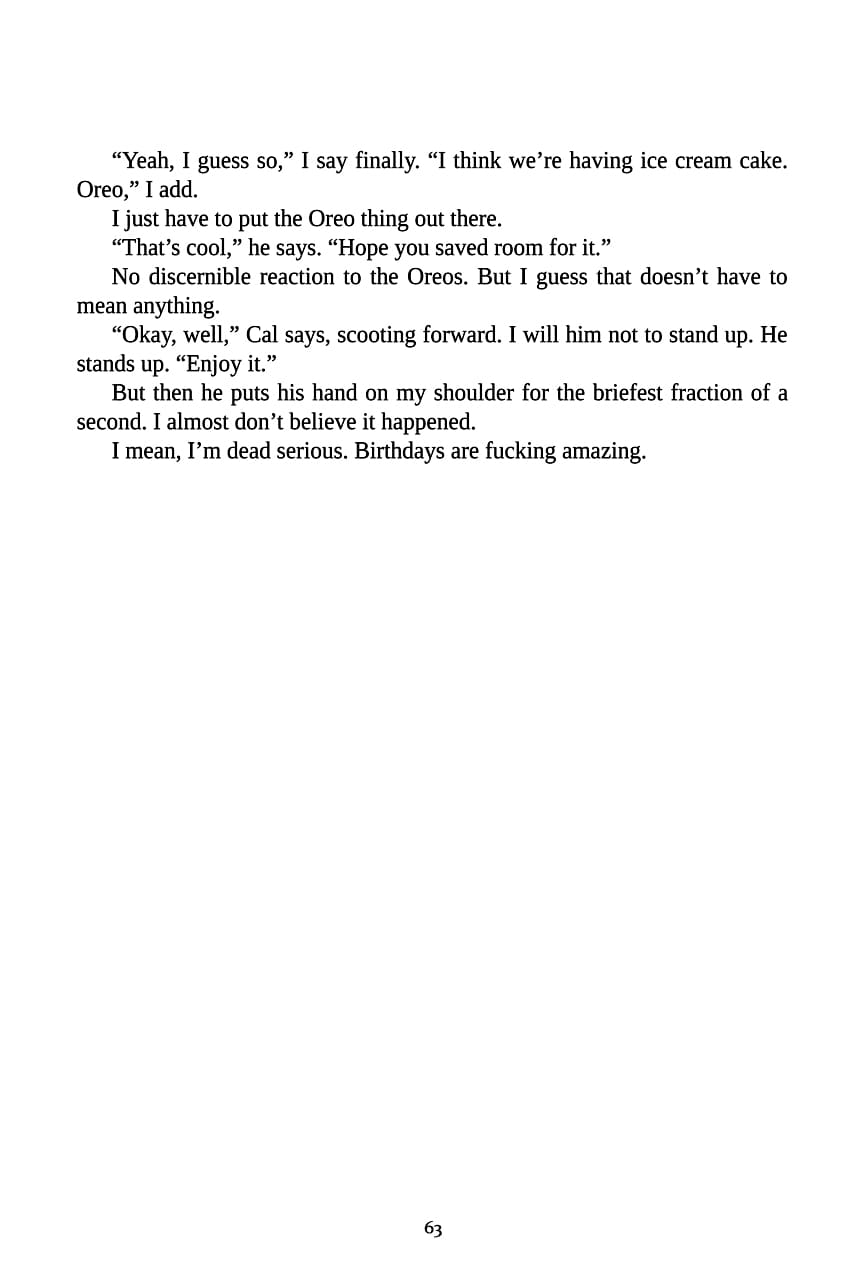 “Yeah, I guess so,” I say finally. “I think we’re having ice cream cake.
Oreo,” I add.
I just have to put the Oreo thing out there.
“That’s cool,” he says. “Hope you saved room for it.”
No discernible reaction to the Oreos. But I guess that doesn’t have to
mean anything.
“Okay, well,” Cal says, scooting forward. I will him not to stand up. He
stands up. “Enjoy it.”
But then he puts his hand on my shoulder for the briefest fraction of a
second. I almost don’t believe it happened.
I mean, I’m dead serious. Birthdays are fucking amazing.
63